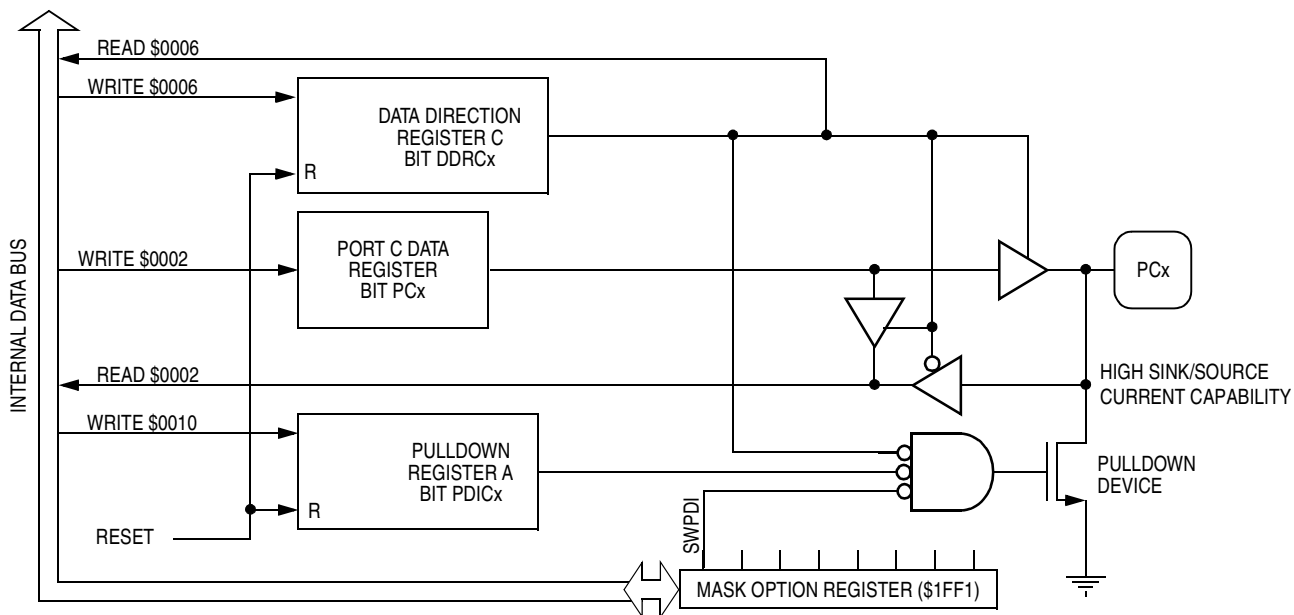 READ $0006
WRITE $0006
DATA DIRECTION
REGISTER C
BIT DDRCx
R
PORT C DATA
REGISTER
BIT PCx
WRITE $0002
PCx
INTERNAL DATA BUS
READ $0002
HIGH SINK/SOURCE
CURRENT CAPABILITY
WRITE $0010
PULLDOWN
REGISTER A
BIT PDICx
R
PULLDOWN
DEVICE
RESET
SWPDI
MASK OPTION REGISTER ($1FF1)